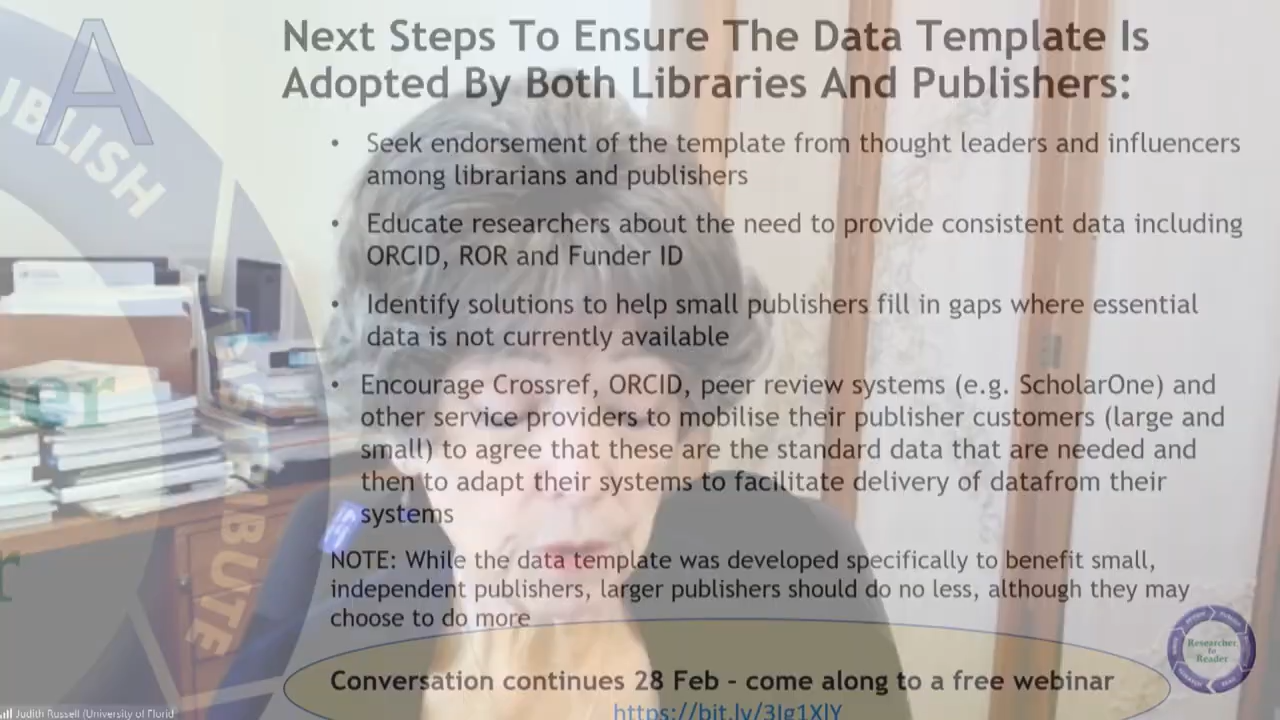 A
UBLISH
Next Steps To Ensure The Data Template Is
Adopted By Both Libraries And Publishers:
• Seek endorsement of the template from thought leaders and influencers
among librarians and publishers
• Educate researchers about the need to provide consistent data including
ORCID, ROR and Funder ID
• Identify solutions to help small publishers fill in gaps where essential
data is not currently available
• Encourage Crossref, ORCID, peer review systems (e.g. ScholarOne) and
other service providers to mobilise their publisher customers (large and
small) to agree that these are the standard data that are needed and
then to adapt their systems to facilitate delivery of datafrom their
systems
NOTE: While the data template was developed specifically to benefit small,
independent publishers, larger publishers should do no less, although they may
choose to do more
Researcher
to
Reader
Conversation continues 28 Feb - come along to a free webinar
https://bit.ly/3Jg1XlY
Judith Russell (University of Florid